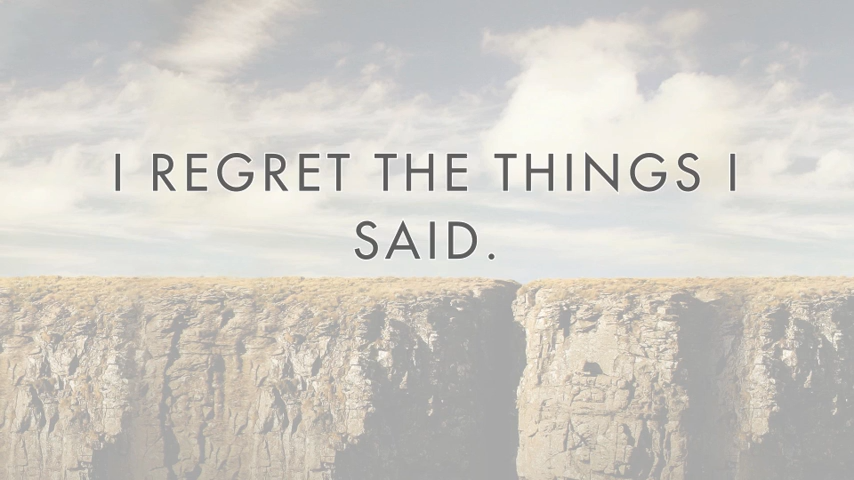 I REGRET THE THINGS I
SAID.